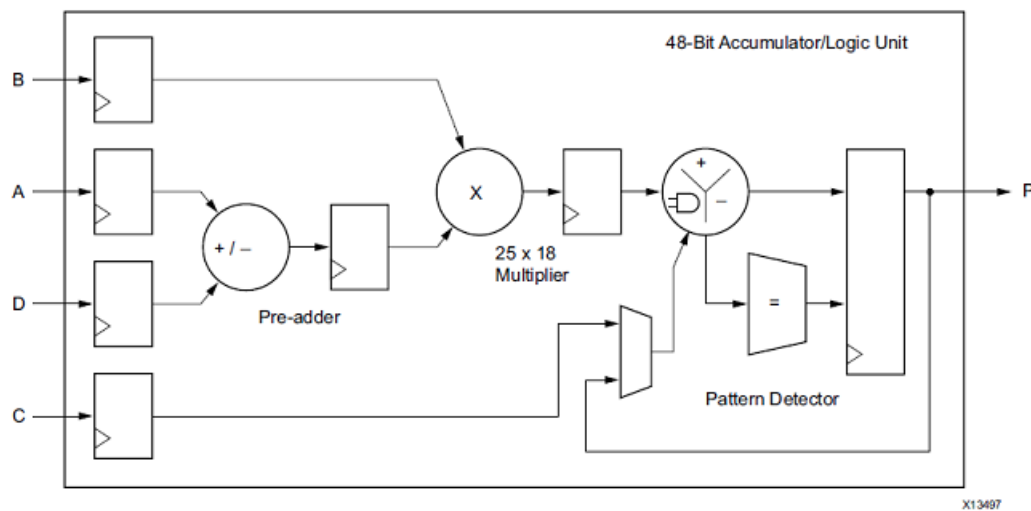 48-Bit Accumulator/Logic Unit
B
A
+
–
P
X
+ / –
25 x 18
Multiplier
D
=
Pre-adder
Pattern Detector
C
X13497